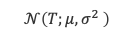 𝒩(T; μ, σ² )